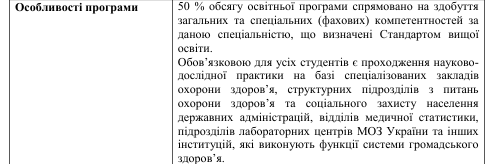 Особливості програми
50 % обсягу освітньої програми спрямовано на здобуття
загальних та спеціальних (фахових) компетентностей за
даною спеціальністю, що визначені Стандартом вищої
освіти.
Обов’язковою для усіх студентів є проходження науково-
дослідної практики на базі спеціалізованих закладів
охорони здоров’я, структурних підрозділів з питань
охорони здоров’я та соціального захисту населення
державних адміністрацій, відділів медичної статистики,
підрозділів лабораторних центрів МОЗ України та інших
інституцій, які виконують функції системи громадського
здоров’я.